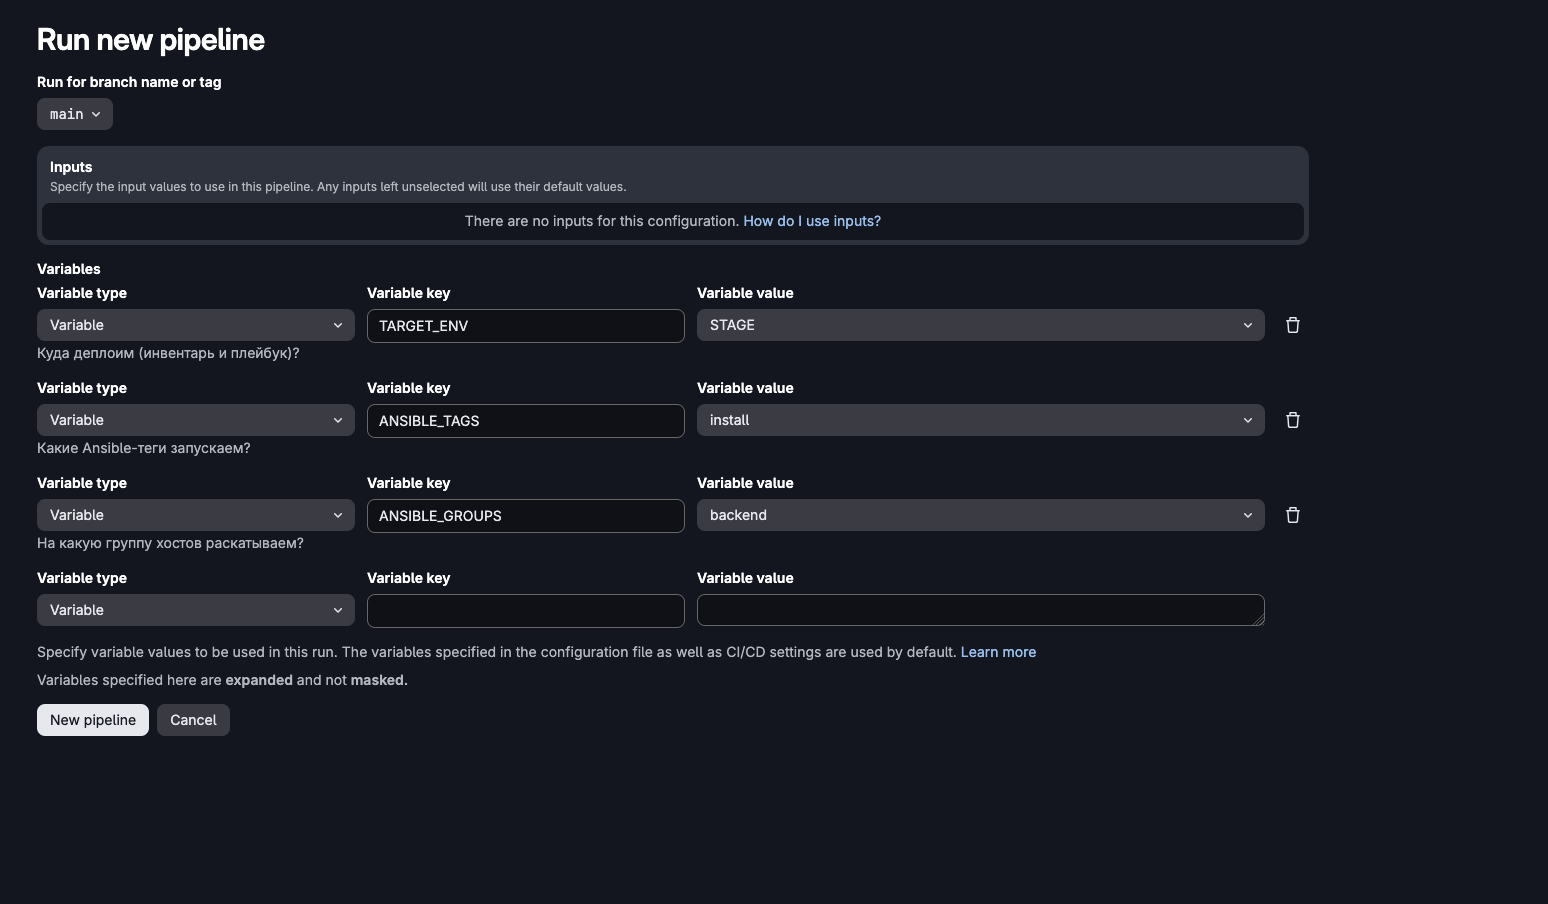 Run new pipeline
Run for branch name or tag
main
Inputs
Specify the input values to use in this pipeline. Any inputs left unselected will use their default values.
There are no inputs for this configuration. How do I use inputs?
Variables
Variable type Variable key Variable value
Variable TARGET_ENV STAGE
Куда деплоим (инвентарь и плейбук)?
Variable type Variable key Variable value
Variable ANSIBLE_TAGS install
Какие Ansible-теги запускаем?
Variable type Variable key Variable value
Variable ANSIBLE_GROUPS backend
На какую группу хостов раскатываем?
Variable type Variable key Variable value
Variable
Specify variable values to be used in this run. The variables specified in the configuration file as well as CI/CD settings are used by default. Learn more
Variables specified here are expanded and not masked.
New pipeline Cancel